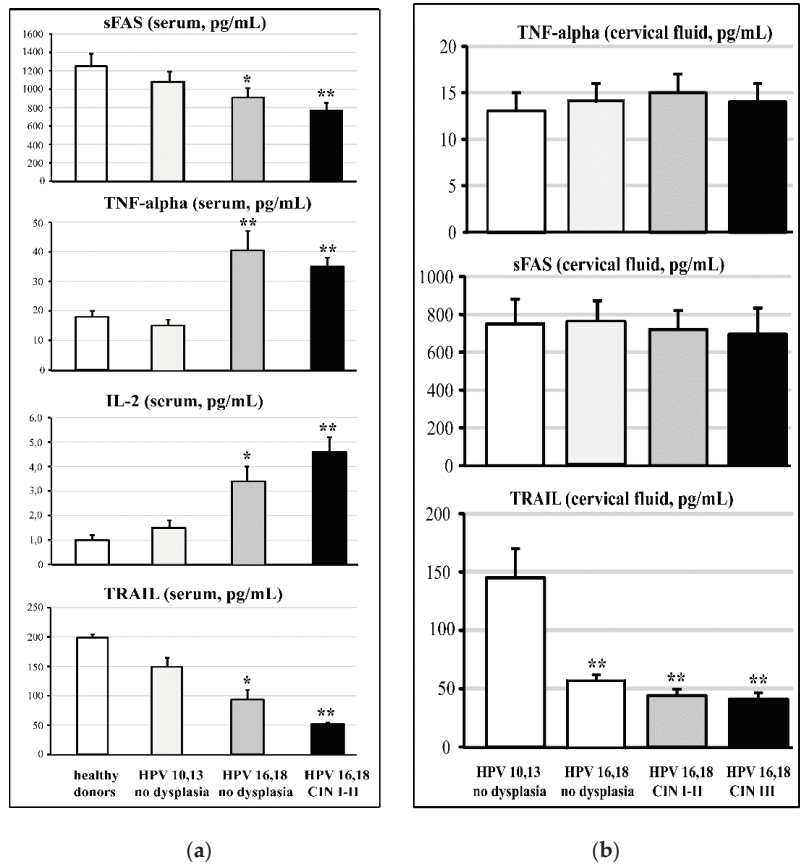 sFAS (serum, pg/mL)
1600
1400
1200
1000
800
600
400
200
0
*
**
TNF-alpha (serum, pg/mL)
50
40
30
20
10
0
**
**
IL-2 (serum, pg/mL)
6,0
5,0
4,0
3,0
2,0
1,0
0
*
**
TRAIL (serum, pg/mL)
250
200
150
100
50
0
*
**
healthy
donors
HPV 10,13
no dysplasia
HPV 16,18
no dysplasia
HPV 16,18
CIN I-II
(a)
TNF-alpha (cervical fluid, pg/mL)
20
15
10
5
0
sFAS (cervical fluid, pg/mL)
1000
800
600
400
200
0
TRAIL (cervical fluid, pg/mL)
200
150
100
50
0
**
**
**
HPV 10,13
no dysplasia
HPV 16,18
no dysplasia
HPV 16,18
CIN I-II
HPV 16,18
CIN III
(b)